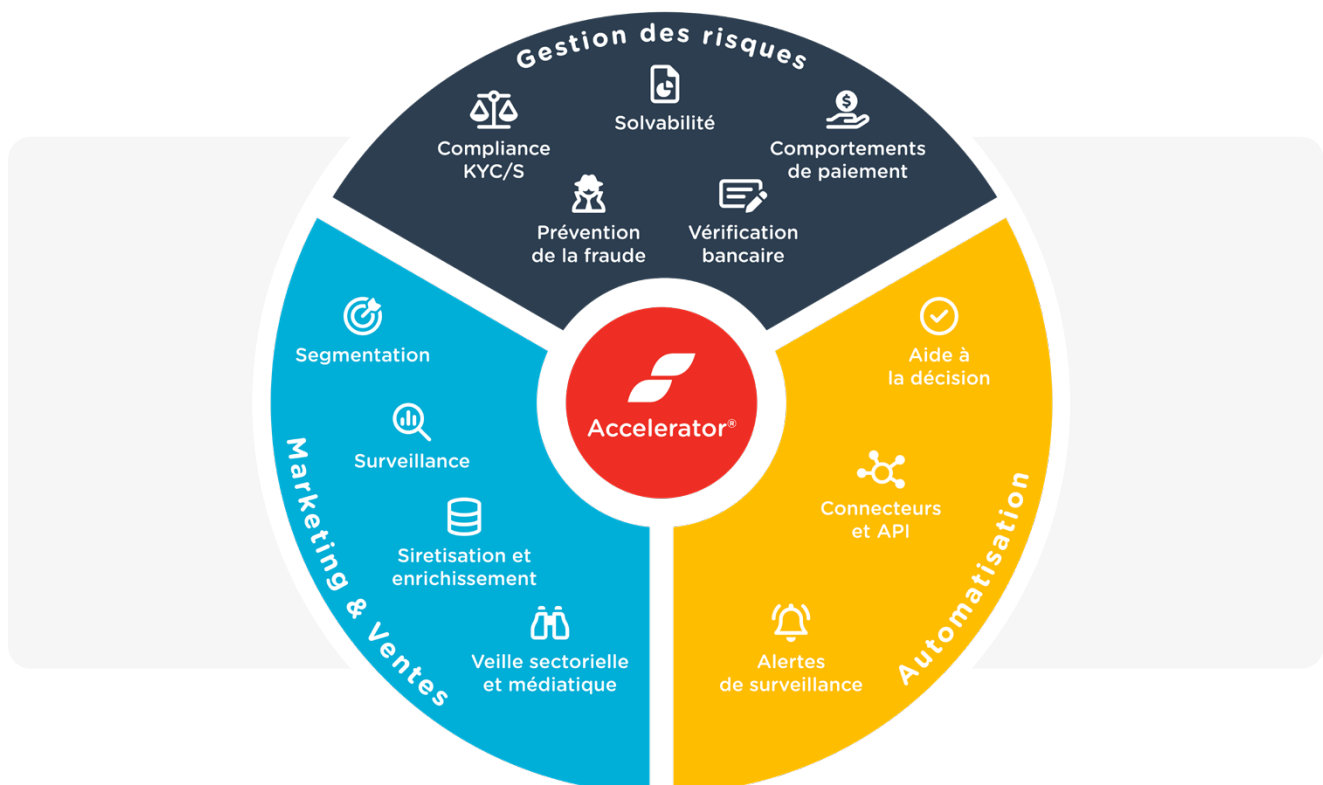 Gestion des risques
Solvabilité
Compliance
KYC/S
Comportements
de paiement
Prévention
de la fraude
Vérification
bancaire
Marketing & Ventes
Segmentation
Surveillance
Siretisation et
enrichissement
Veille sectorielle
et médiatique
Accelerator®
Automatisation
Aide à
la décision
Connecteurs
et API
Alertes
de surveillance